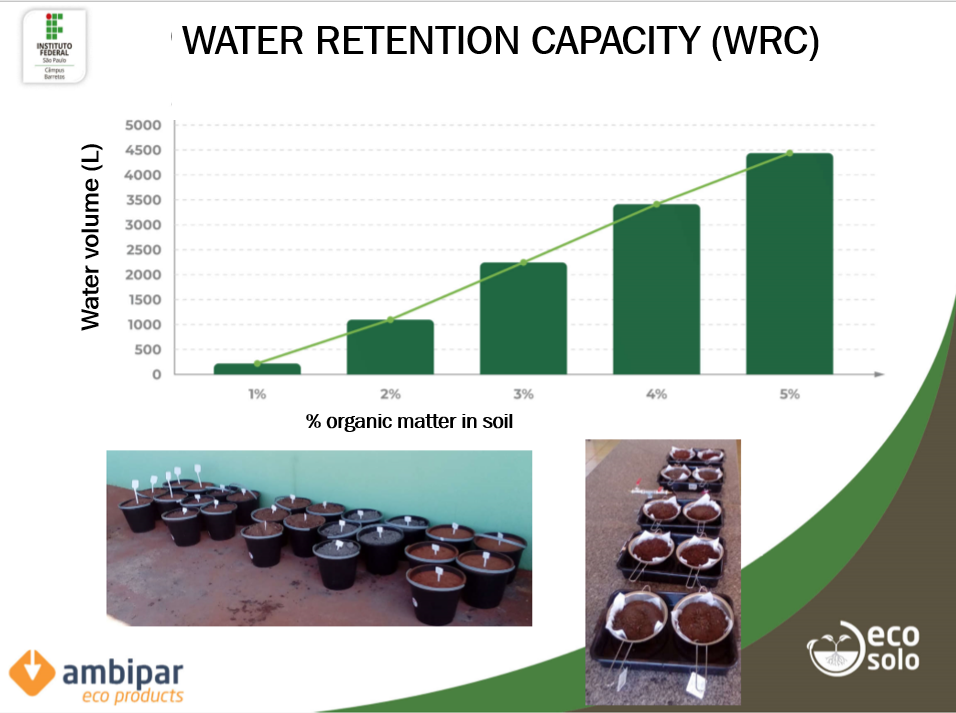 INSTITUTO
FEDERAL
São Paulo
Câmpus
Barretos
WATER RETENTION CAPACITY (WRC)
Water volume (L)
5000
4500
4000
3500
3000
2500
2000
1500
1000
500
0
1% 2% 3% 4% 5%
% organic matter in soil
ambipar
eco products
eco
solo